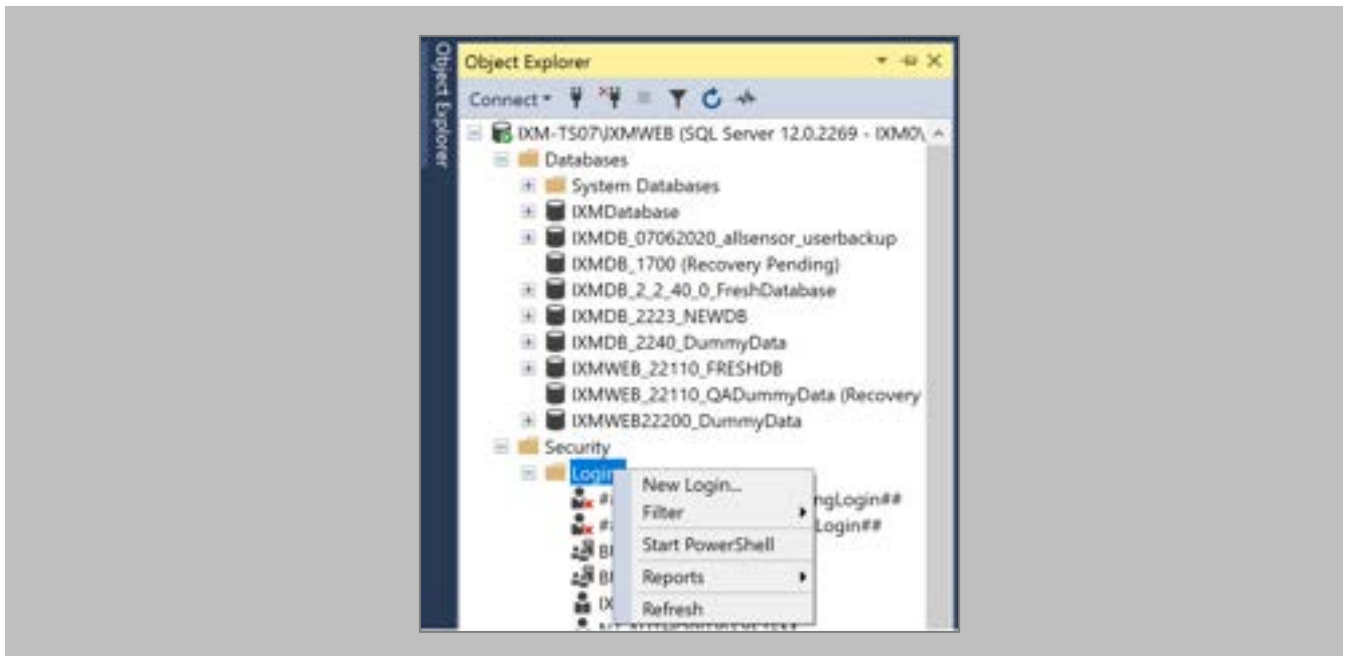 Object Explorer
Object Explorer
Connect
IXM-TS07\IXMWEB (SQL Server 12.0.2269 - IXM0\
Databases
System Databases
IXMDatabase
IXMDB_07062020_allsensor_userbackup
IXMDB_1700 (Recovery Pending)
IXMDB_2_2_40_0_FreshDatabase
IXMDB_2223_NEWDB
IXMDB_2240_DummyData
IXMWEB_22110_FRESHDB
IXMWEB_22110_QADummyData (Recovery
IXMWEB22200_DummyData
Security
Login
New Login...
ngLogin##
Filter
Login##
Start PowerShell
Reports
IX
Refresh